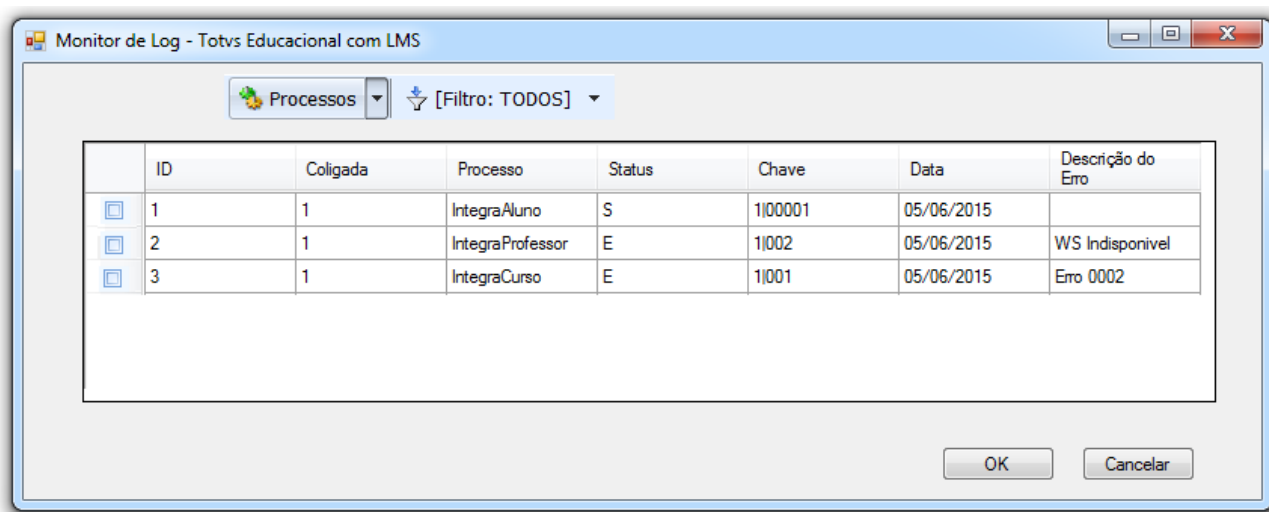 Monitor de Log - Totvs Educacional com LMS
Processos [Filtro: TODOS]
ID Coligada Processo Status Chave Data Descrição do
Erro
1 1 IntegraAluno S 1|00001 05/06/2015
2 1 IntegraProfessor E 1|002 05/06/2015 WS Indisponivel
3 1 IntegraCurso E 1|001 05/06/2015 Erro 0002
OK Cancelar